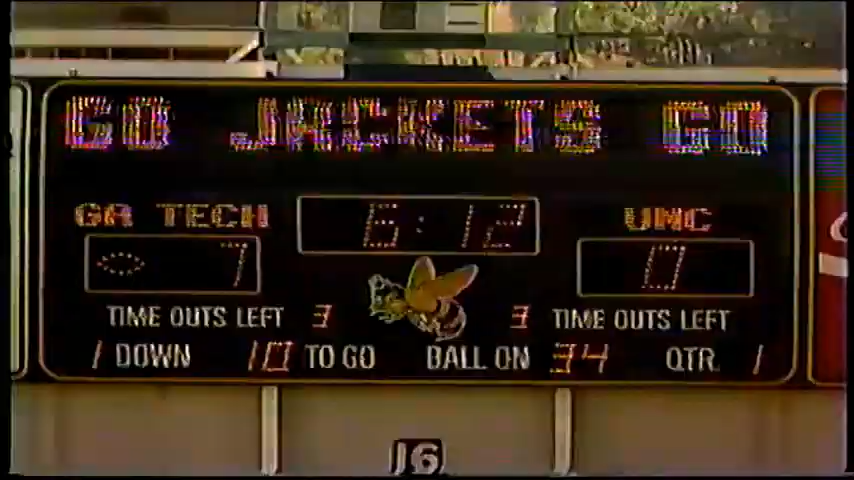 GO JACKETS GO
GA TECH 6:12 UNC
7 0
TIME OUTS LEFT 3 3 TIME OUTS LEFT
1 DOWN 10 TO GO BALL ON 34 QTR. 1
16